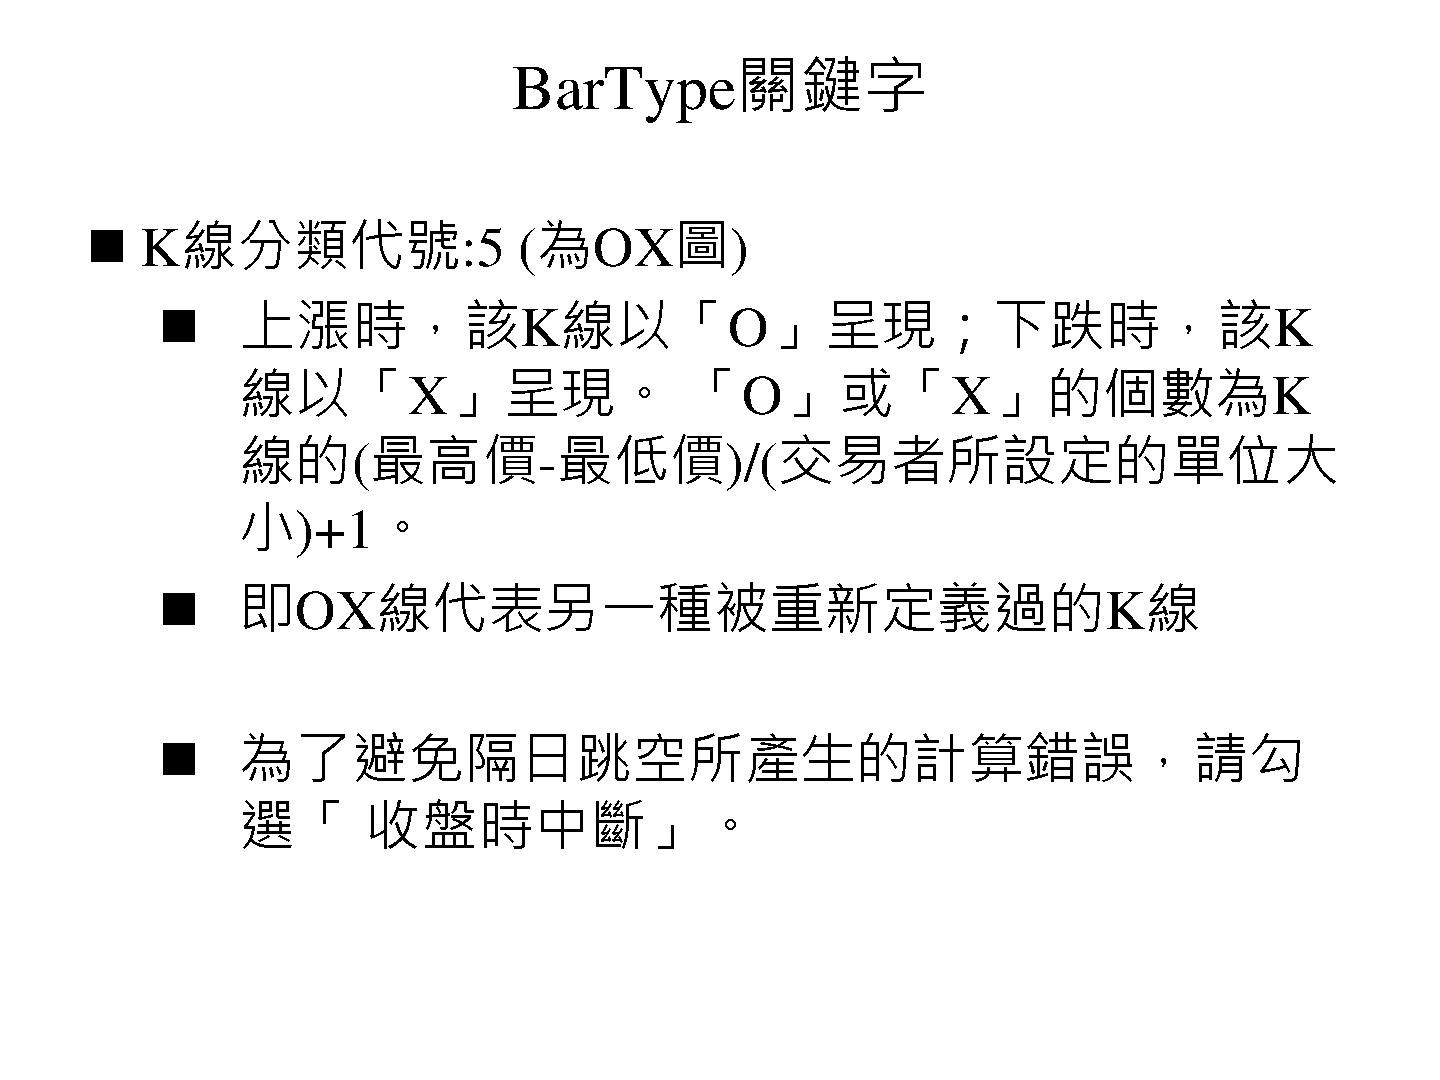 BarType關鍵字
■ K線分類代號:5 (為OX圖)
■ 上漲時，該K線以「O」呈現；下跌時，該K
線以「X」呈現。 「O」或「X」的個數為K
線的(最高價-最低價)/(交易者所設定的單位大
小)+1。
■ 即OX線代表另一種被重新定義過的K線
■ 為了避免隔日跳空所產生的計算錯誤，請勾
選「 收盤時中斷」。